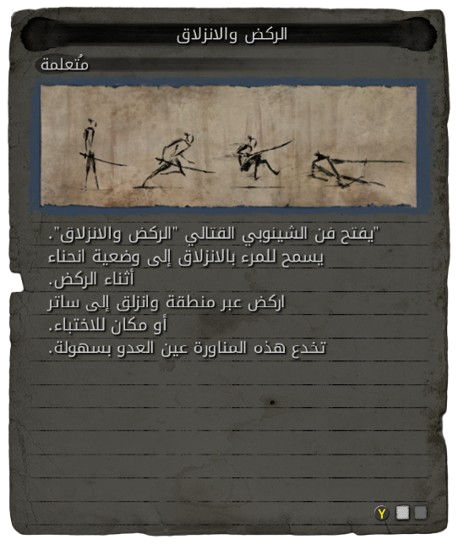 الركض والانزلاق
مُتعلمة
"يفتح فن الشينوبي القتالي "الركض والانزلاق".
يسمح للمرء بالانزلاق إلى وضعية انحناء
أثناء الركض.
اركض عبر منطقة وانزلق إلى ساتر
أو مكان للاختباء.
تخدع هذه المناورة عين العدو بسهولة.
Y